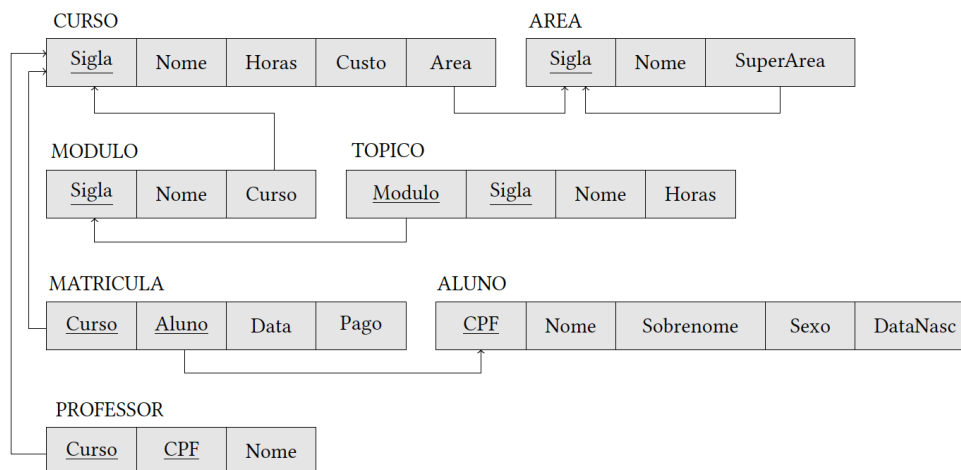 CURSO AREA
Sigla Nome Horas Custo Area Sigla Nome SuperArea
MODULO TOPICO
Sigla Nome Curso Modulo Sigla Nome Horas
MATRICULA ALUNO
Curso Aluno Data Pago CPF Nome Sobrenome Sexo DataNasc
PROFESSOR
Curso CPF Nome